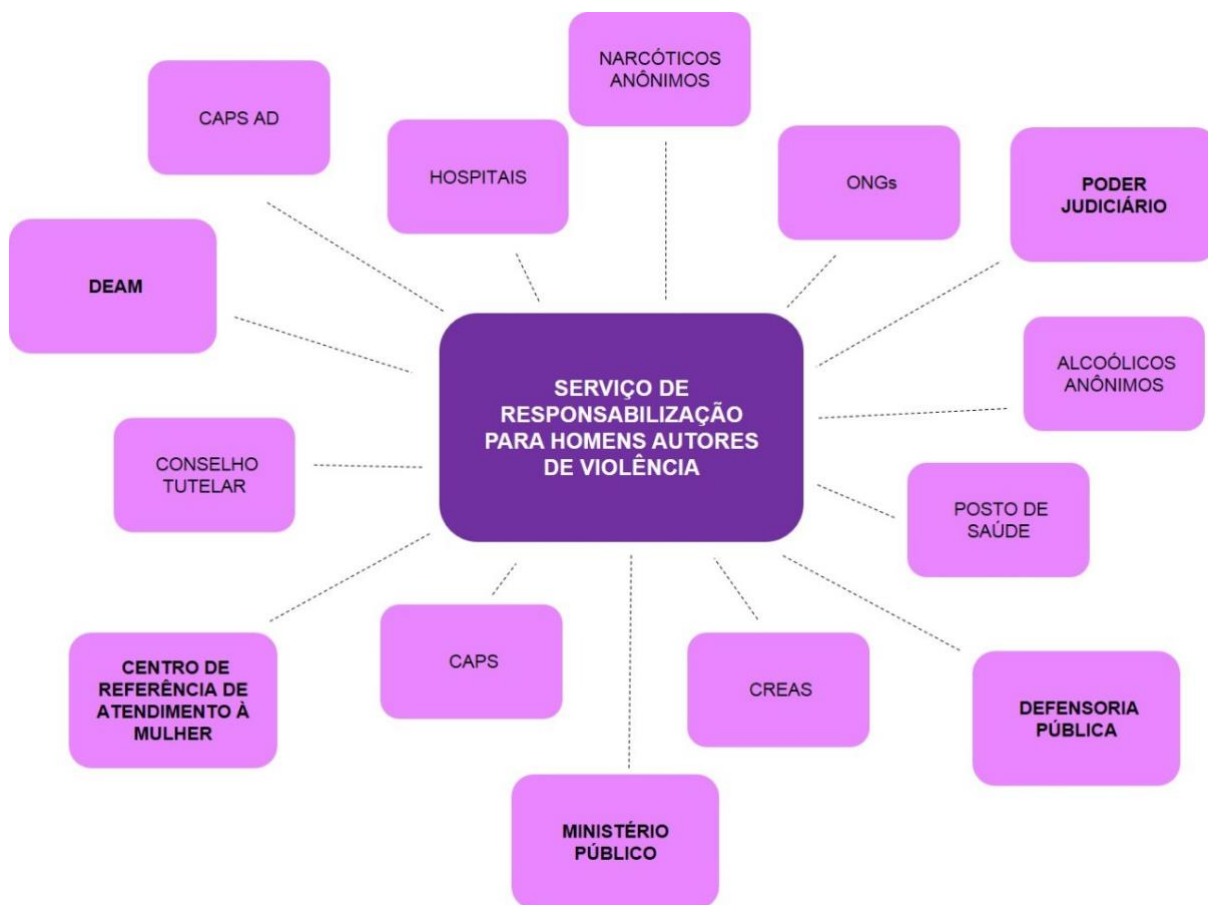 NARCÓTICOS
ANÔNIMOS
CAPS AD
HOSPITAIS
ONGs
PODER
JUDICIÁRIO
DEAM
SERVIÇO DE
RESPONSABILIZAÇÃO
PARA HOMENS AUTORES
DE VIOLÊNCIA
ALCOÓLICOS
ANÔNIMOS
CONSELHO
TUTELAR
POSTO DE
SAÚDE
CENTRO DE
REFERÊNCIA DE
ATENDIMENTO À
MULHER
CAPS
CREAS
DEFENSORIA
PÚBLICA
MINISTÉRIO
PÚBLICO